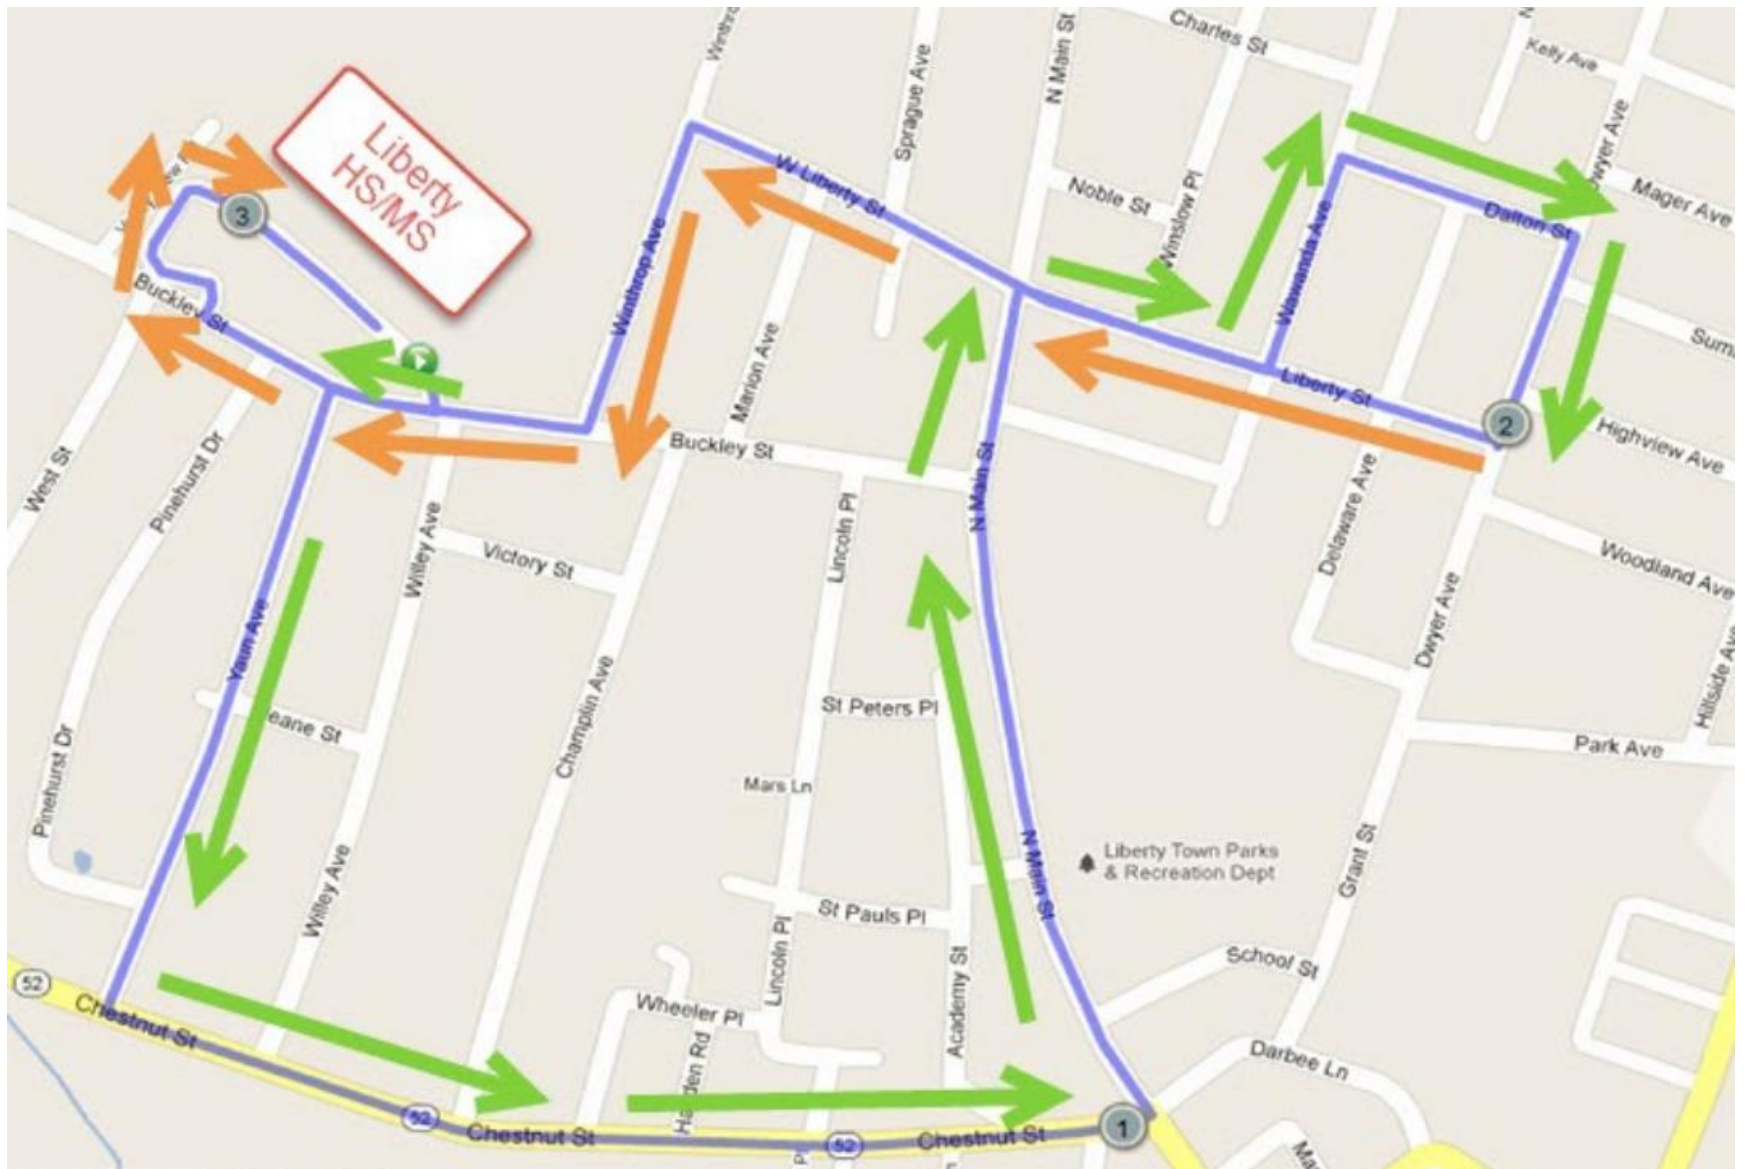 Charles St
N Main St
Kelly Ave
Sprague Ave
Dwyer Ave
Liberty
HS/MS
W Liberty St
Noble St
Winslow Pl
Mager Ave
3
Dalton St
Winthrop Ave
Wawanda Ave
Buckley St
Marion Ave
Liberty St
2
Highview Ave
Buckley St
West St
Pinehurst Dr
N Main St
Delaware Ave
Willey Ave
Victory St
Lincoln Pl
Woodland Ave
Dwyer Ave
Yaun Ave
Hillside Ave
Champlin Ave
St Peters Pl
eane St
Park Ave
Pinehurst Dr
Mars Ln
N Main St
Liberty Town Parks
& Recreation Dept
Grant St
Willey Ave
St Pauls Pl
Lincoln Pl
School St
52
Chestnut St
Wheeler Pl
Academy St
Darbee Ln
52
Chestnut St
52
Chestnut St
1
Pl